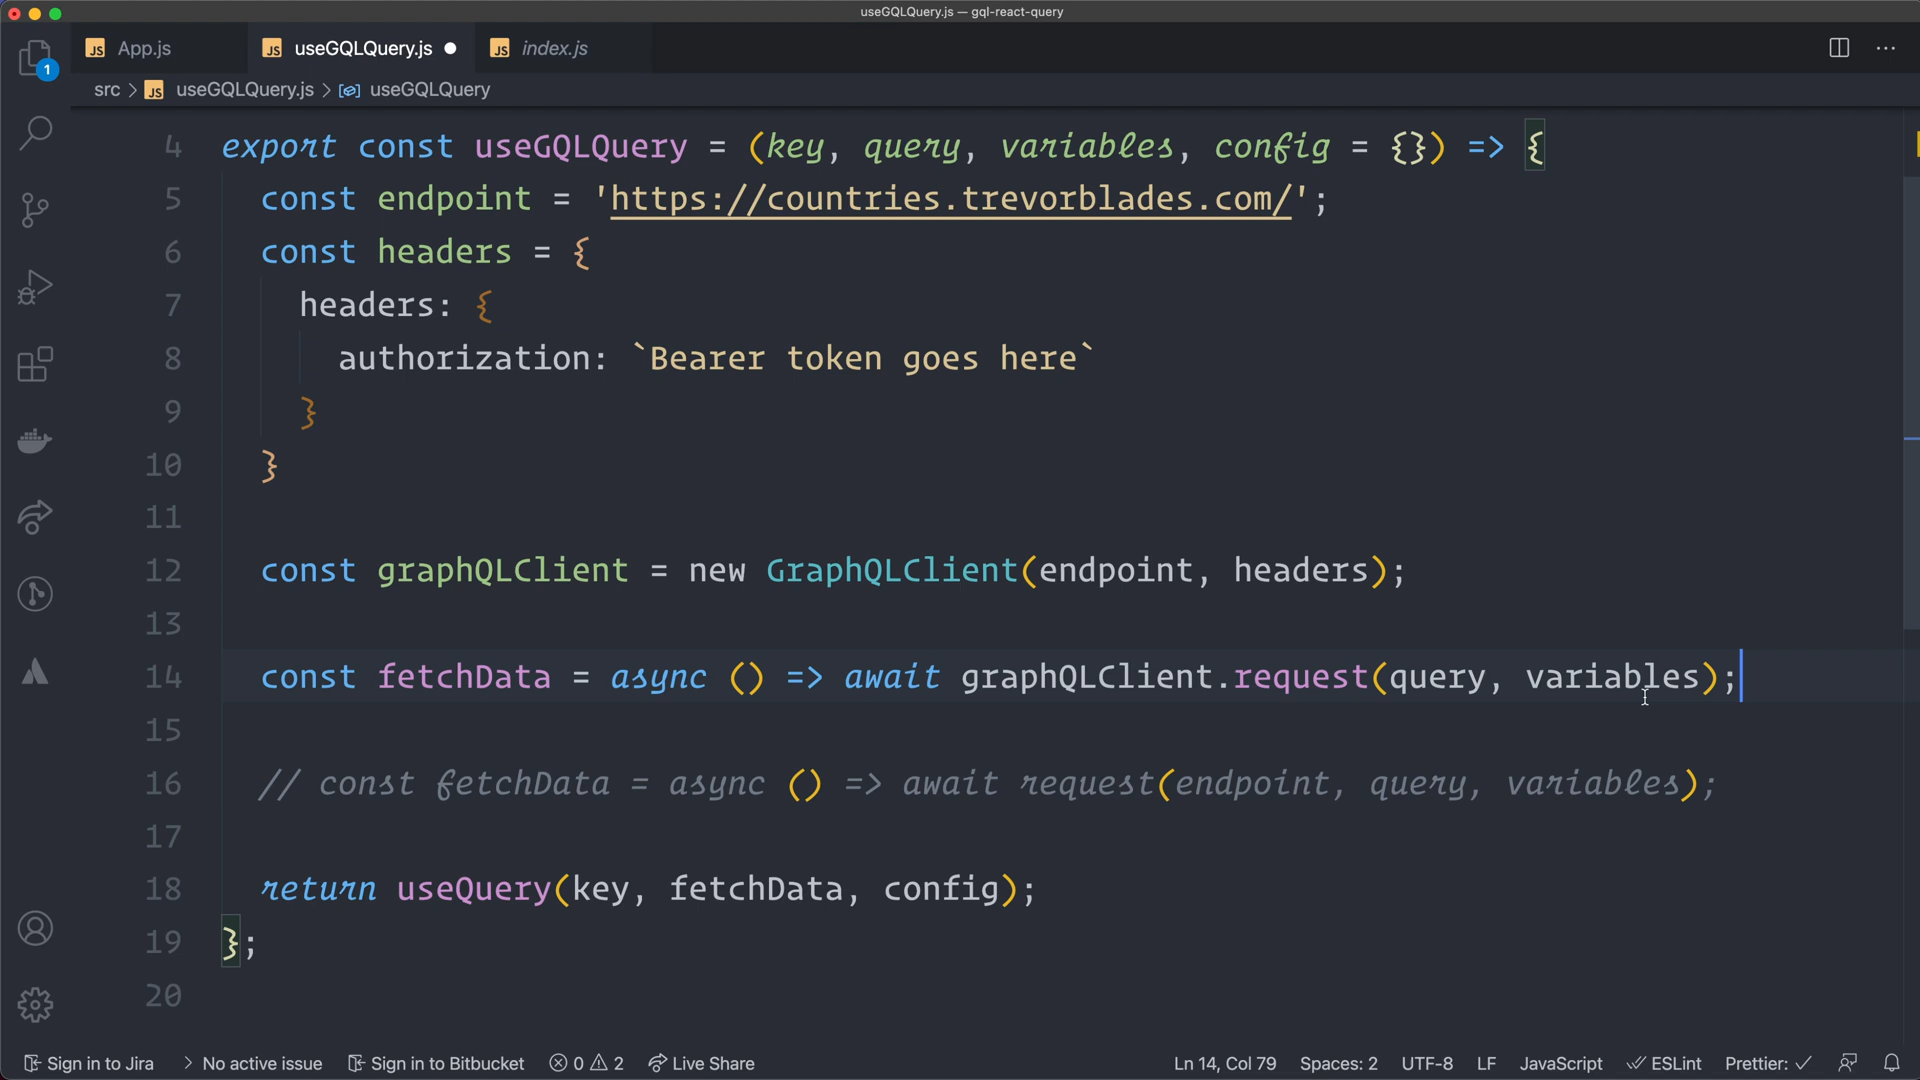 useGQLQuery.js — gql-react-query
JS App.js
JS useGQLQuery.js
JS index.js
1
src > JS useGQLQuery.js > useGQLQuery
4 export const useGQLQuery = (key, query, variables, config = {}) => {
5 const endpoint = 'https://countries.trevorblades.com/';
6 const headers = {
7 headers: {
8 authorization: `Bearer token goes here`
9 }
10 }
11
12 const graphQLClient = new GraphQLClient(endpoint, headers);
13
14 const fetchData = async () => await graphQLClient.request(query, variables);
15
16 // const fetchData = async () => await request(endpoint, query, variables);
17
18 return useQuery(key, fetchData, config);
19 };
20
Sign in to Jira > No active issue Sign in to Bitbucket 0 2 Live Share Ln 14, Col 79 Spaces: 2 UTF-8 LF JavaScript ESLint Prettier: ✓